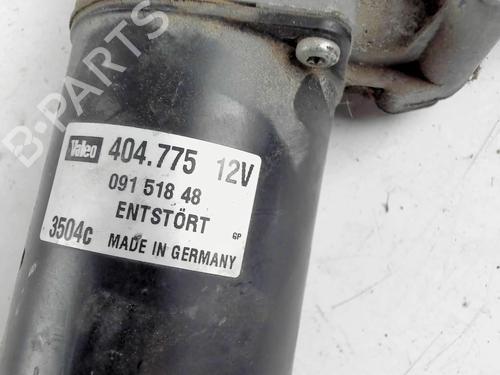 B-PARTS
Valeo 404.775 12V
091 518 48
ENTSTÖRT
GP
3504c MADE IN GERMANY